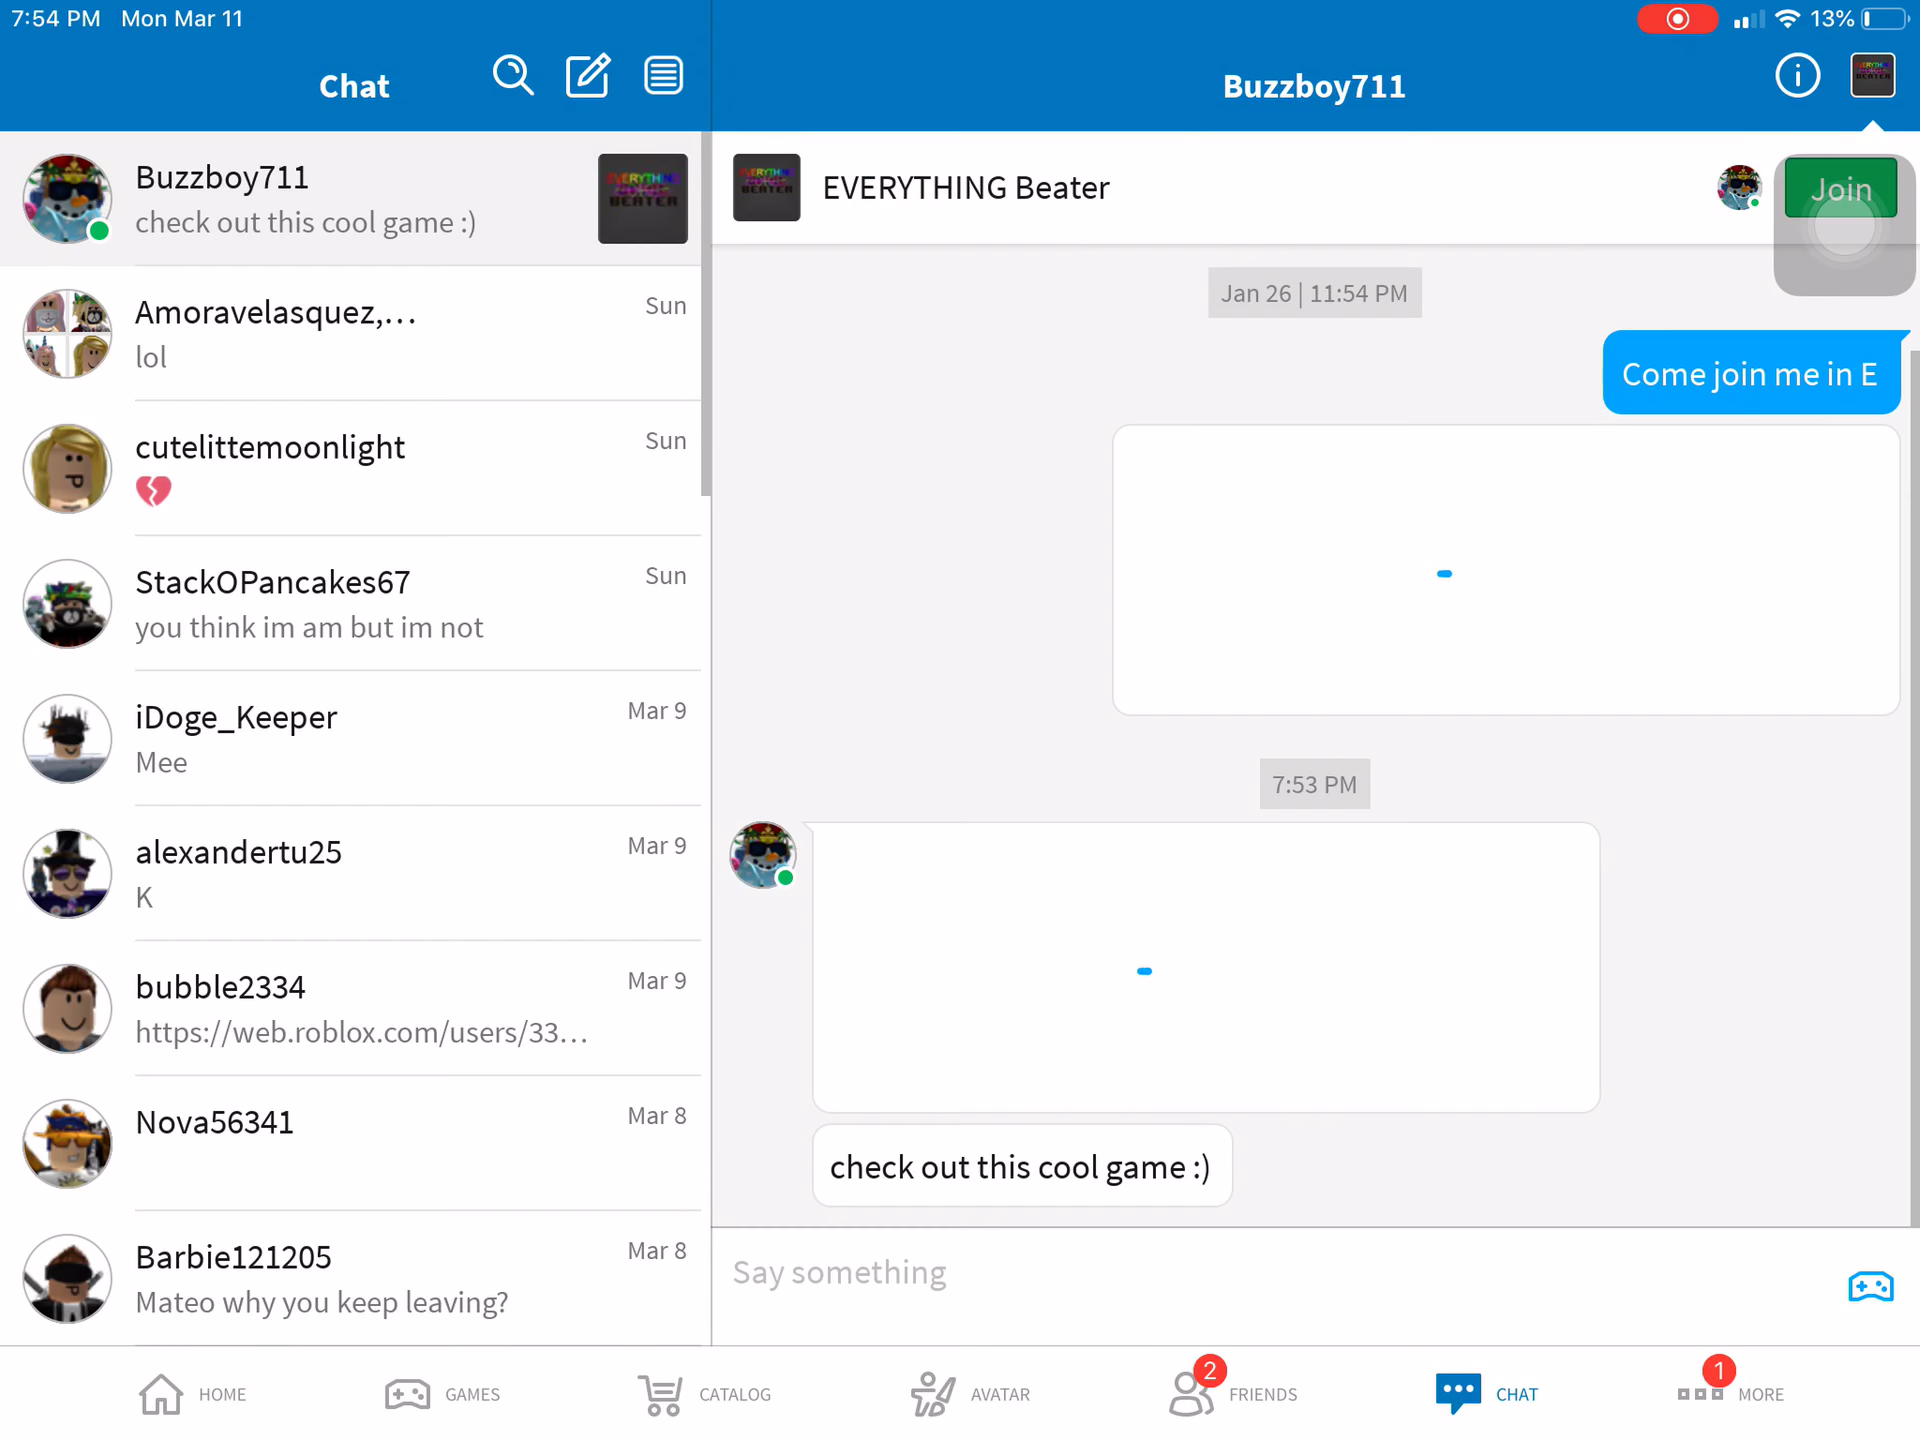 7:54 PM Mon Mar 11
13%
Chat
Buzzboy711
check out this cool game :)
Amoravelasquez,...
Sun
lol
cutelittemoonlight
Sun
StackOPancakes67
Sun
you think im am but im not
iDoge_Keeper
Mar 9
Mee
alexandertu25
Mar 9
K
bubble2334
Mar 9
https://web.roblox.com/users/33...
Nova56341
Mar 8
Barbie121205
Mar 8
Mateo why you keep leaving?
Buzzboy711
EVERYTHING Beater
Join
Jan 26 | 11:54 PM
Come join me in E
7:53 PM
check out this cool game :)
Say something
HOME
GAMES
CATALOG
AVATAR
2
FRIENDS
CHAT
1
MORE